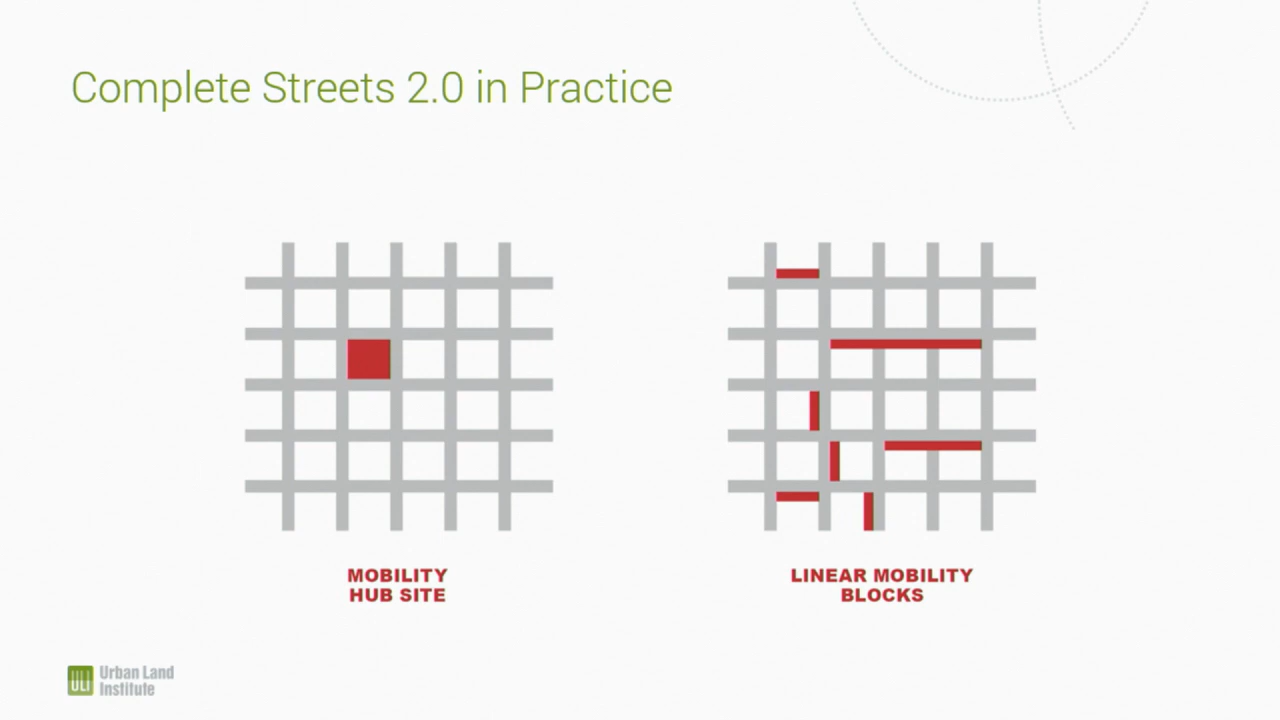 Complete Streets 2.0 in Practice
MOBILITY
HUB SITE
LINEAR MOBILITY
BLOCKS
ULI
Urban Land
Institute